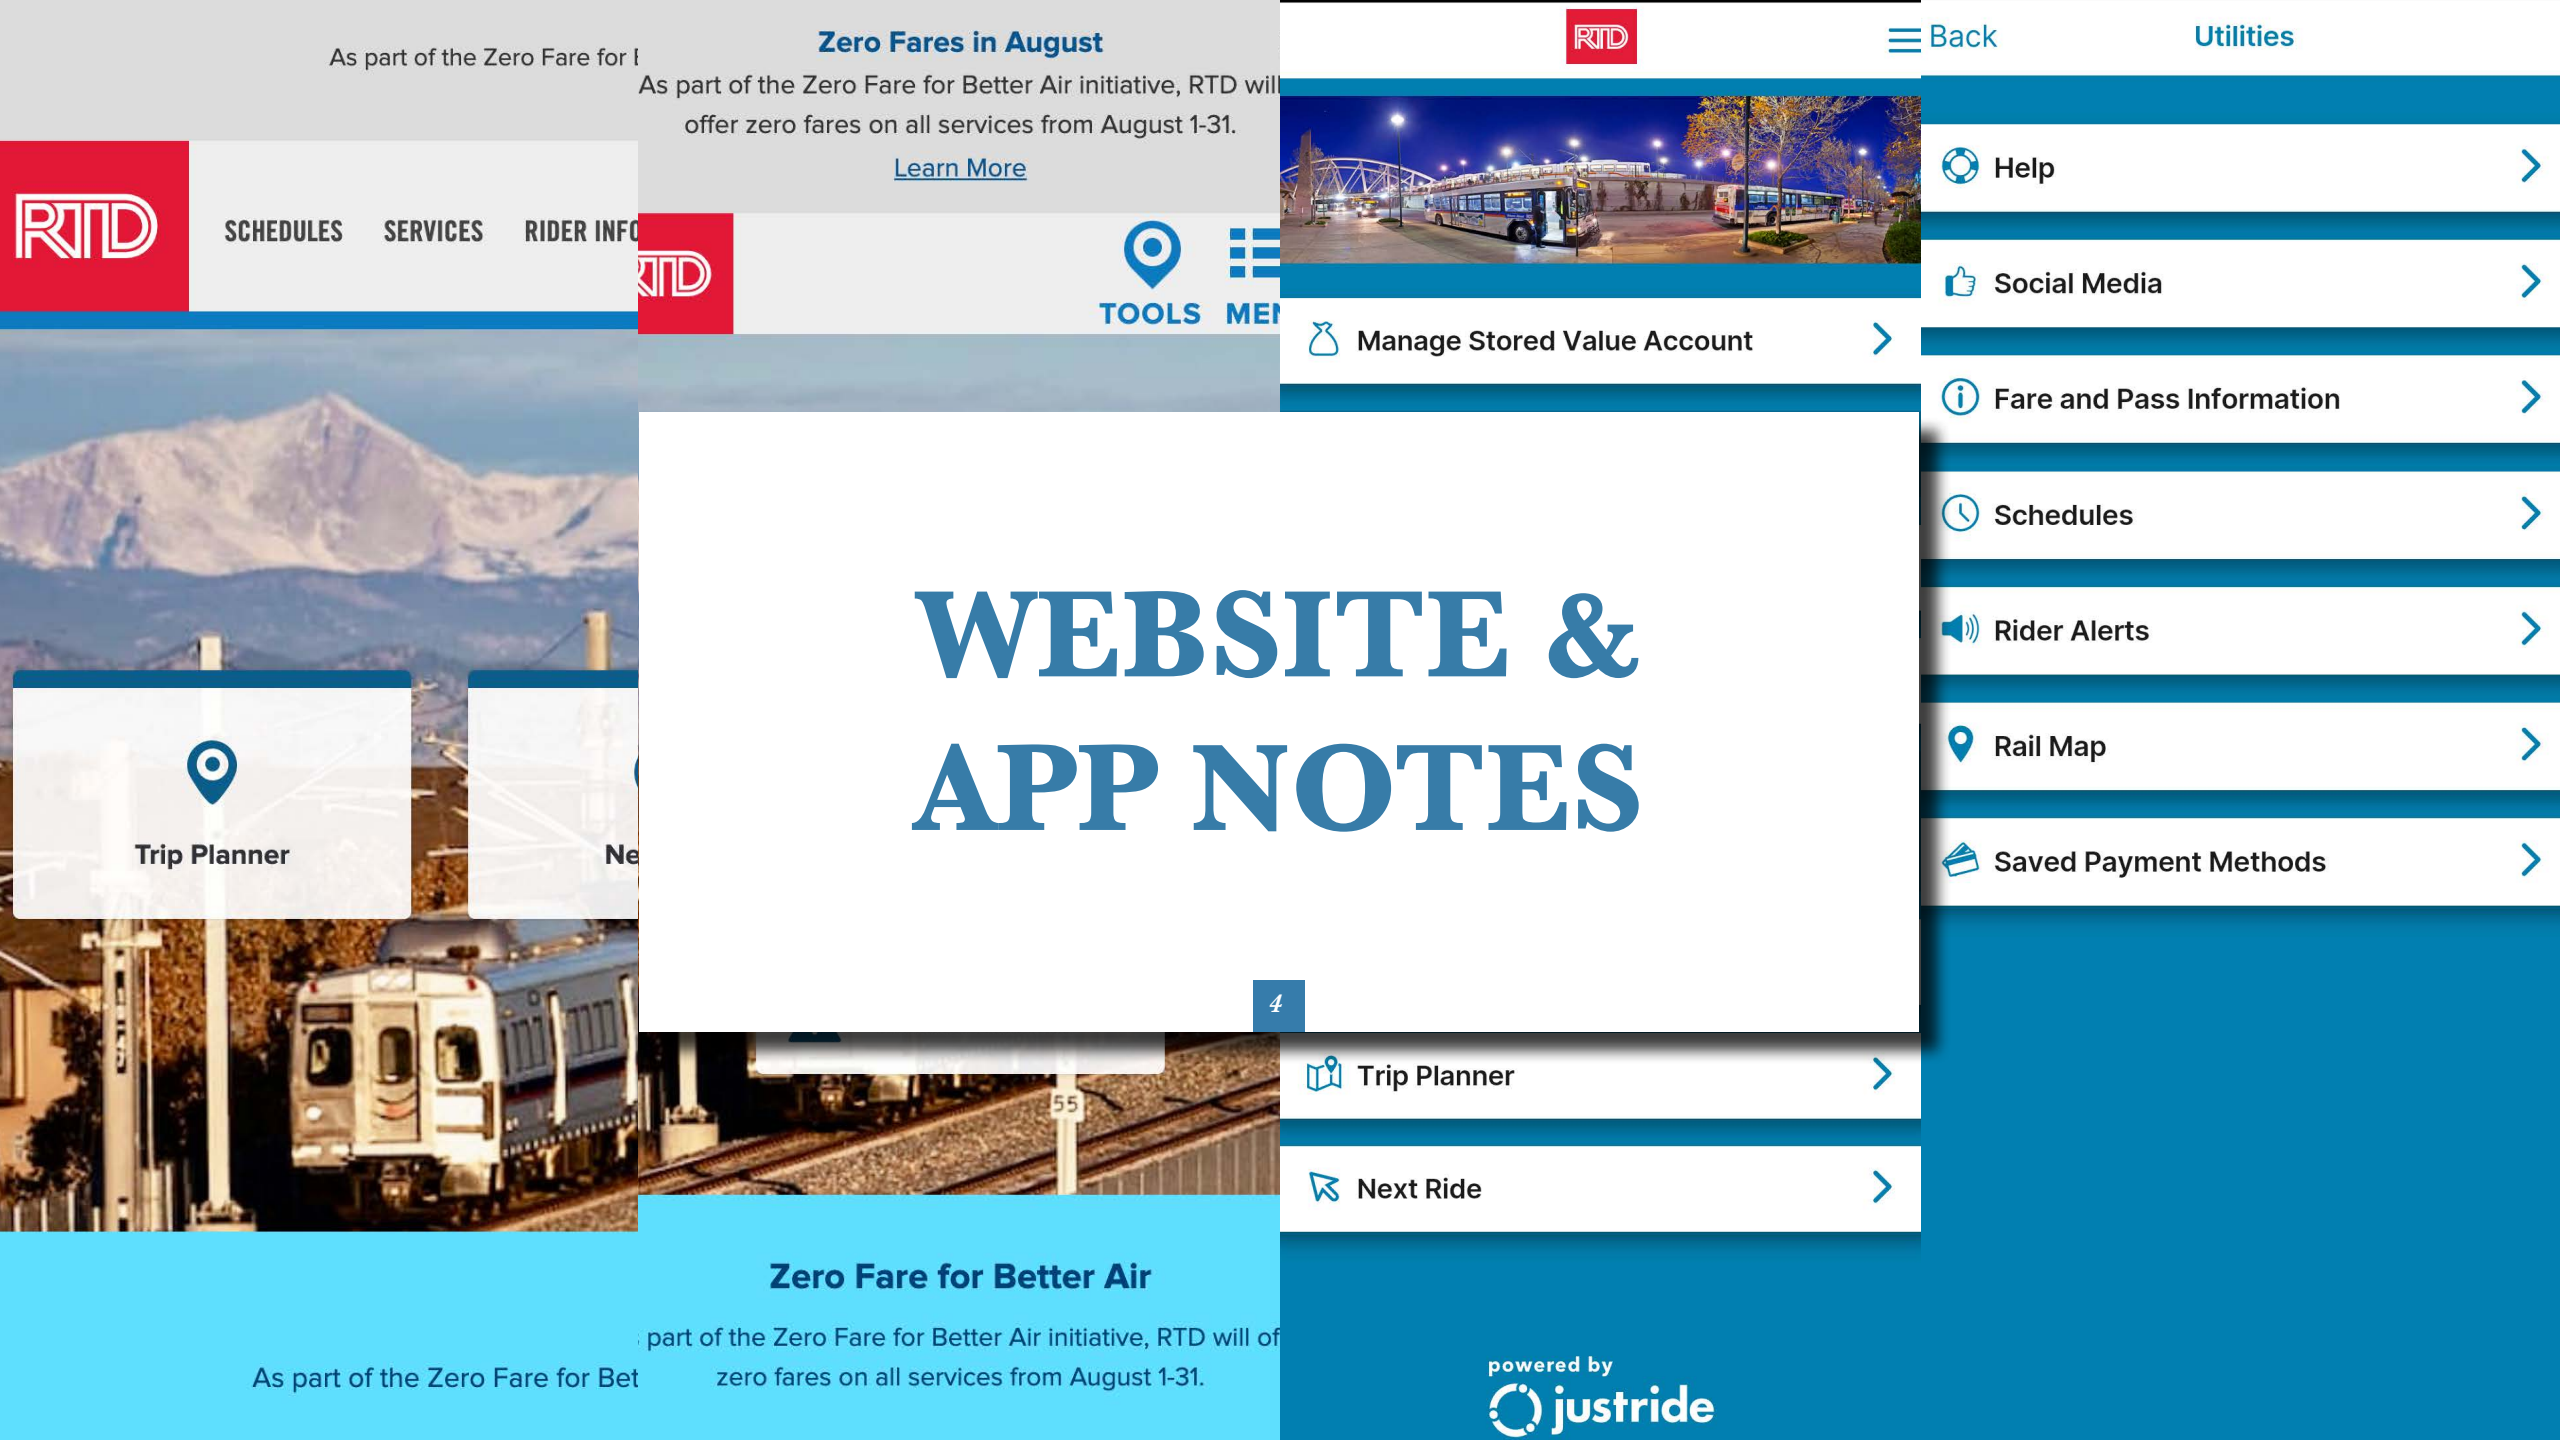 As part of the Zero Fare for
RTD
SCHEDULES SERVICES RIDER
Trip Planner
As part of the Zero Fare for
Zero Fares in August
As part of the Zero Fare for Better Air initiative, RTD will
offer zero fares on all services from August 1-31.
Learn More
RTD
TOOLS
55
Zero Fare for Better Air
part of the Zero Fare for Better Air initiative, RTD will
zero fares on all services from August 1-31.
RTD
Manage Stored Value Account
WEBSITE &
APP NOTES
4
Trip Planner
Next Ride
powered by
justride
Back Utilities
Help
Social Media
Fare and Pass Information
Schedules
Rider Alerts
Rail Map
Saved Payment Methods